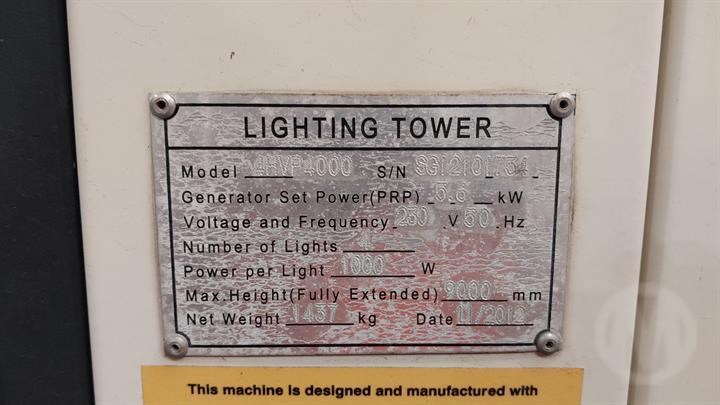 LIGHTING TOWER
Model 4HVP4000 S/N SG12101734
Generator Set Power(PRP) 5.6 kW
Voltage and Frequency 230 V 50 Hz
Number of Lights 4
Power per Light 1000 W
Max.Height(Fully Extended) 9000 mm
Net Weight 1437 kg Date 11/2012
This machine is designed and manufactured with